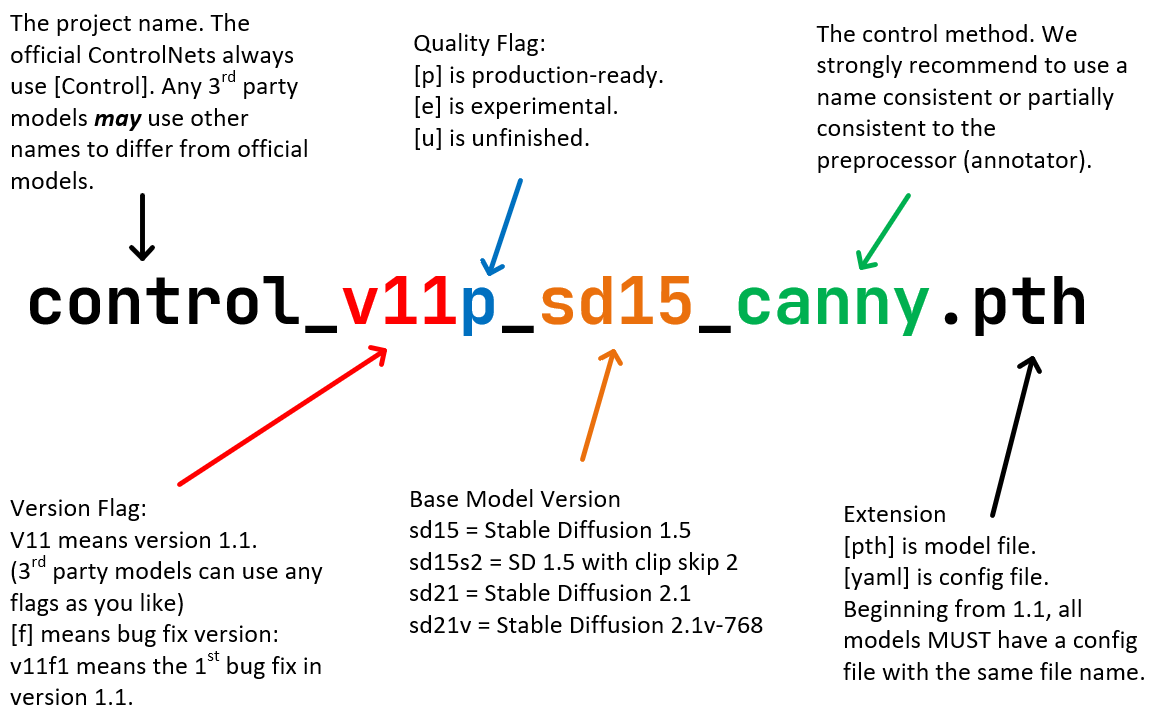 The project name. The
official ControlNets always
use [Control]. Any 3rd party
models may use other
names to differ from official
models.
Quality Flag:
[p] is production-ready.
[e] is experimental.
[u] is unfinished.
The control method. We
strongly recommend to use a
name consistent or partially
consistent to the
preprocessor (annotator).
control_v11p_sd15_canny.pth
Version Flag:
V11 means version 1.1.
(3rd party models can use any
flags as you like)
[f] means bug fix version:
v11f1 means the 1st bug fix in
version 1.1.
Base Model Version
sd15 = Stable Diffusion 1.5
sd15s2 = SD 1.5 with clip skip 2
sd21 = Stable Diffusion 2.1
sd21v = Stable Diffusion 2.1v-768
Extension
[pth] is model file.
[yaml] is config file.
Beginning from 1.1, all
models MUST have a config
file with the same file name.